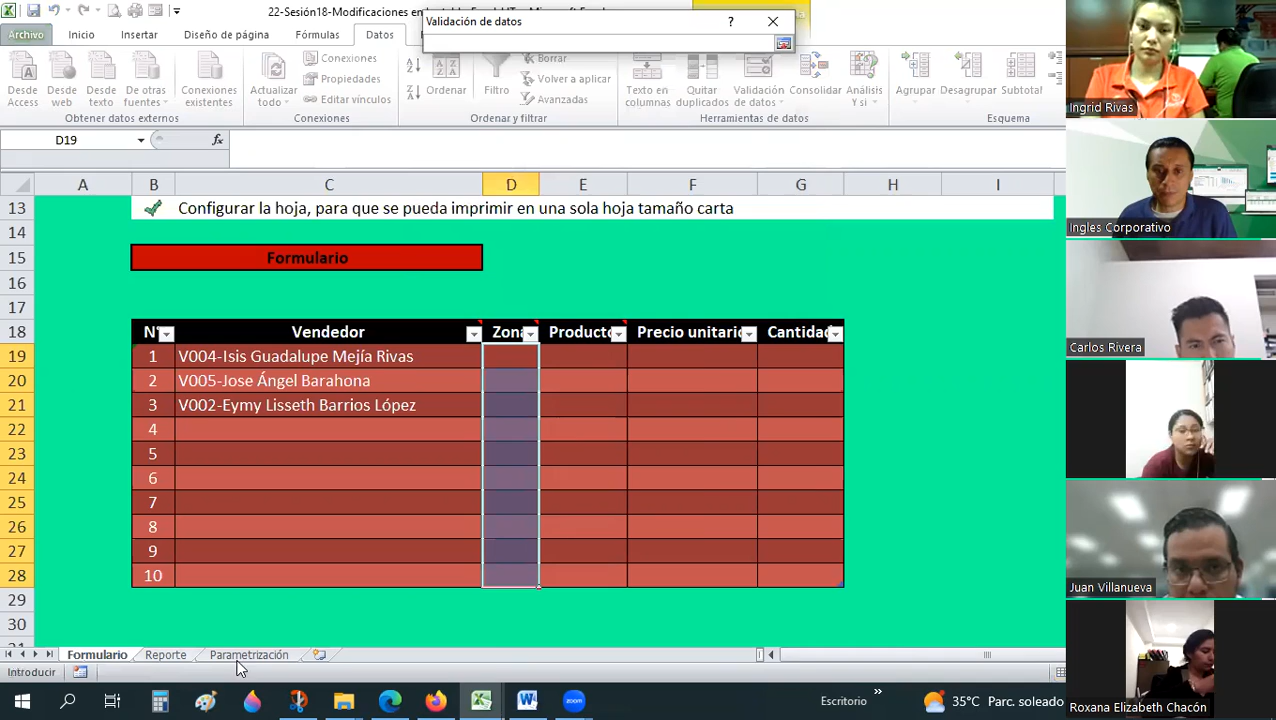 22-Sesión18-Modificaciones en
Validación de datos
?
Archivo Inicio Insertar Diseño de página Fórmulas Datos
Desde Access
Desde web
Desde texto
De otras fuentes
Conexiones existentes
Obtener datos externos
Actualizar todo
Conexiones
Propiedades
Editar vínculos
Conexiones
Ordenar
Filtro
Borrar
Volver a aplicar
Avanzadas
Ordenar y filtrar
Texto en columnas
Quitar duplicados
Validación de datos
Consolidar
Análisis Y si
Herramientas de datos
Agrupar
Desagrupar
Subtotal
Esquema
D19 fx
A B C D E F G H I
13 Configurar la hoja, para que se pueda imprimir en una sola hoja tamaño carta
14
15 Formulario
16
17
18 N° Vendedor Zona Producto Precio unitario Cantidad
19 1 V004-Isis Guadalupe Mejía Rivas
20 2 V005-Jose Ángel Barahona
21 3 V002-Eymy Lisseth Barrios López
22 4
23 5
24 6
25 7
26 8
27 9
28 10
29
30
Formulario Reporte Parametrización
Introducir
Escritorio » 35°C Parc. soleado
zoom
Ingrid Rivas
Ingles Corporativo
Carlos Rivera
Juan Villanueva
Roxana Elizabeth Chacón